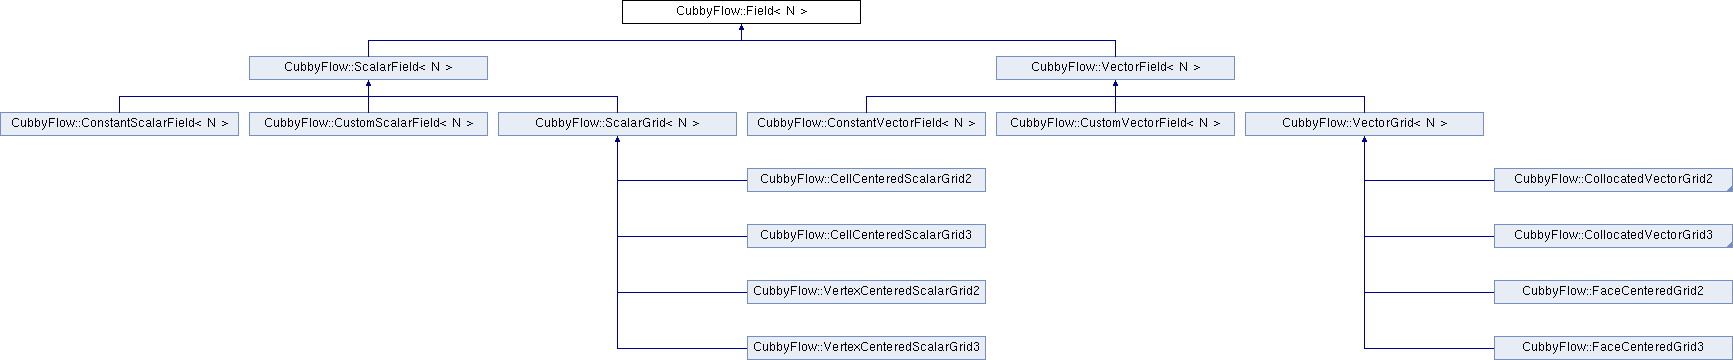 CubbyFlow::Field< N >
CubbyFlow::ScalarField< N >
CubbyFlow::VectorField< N >
CubbyFlow::ConstantScalarField< N >
CubbyFlow::CustomScalarField< N >
CubbyFlow::ScalarGrid< N >
CubbyFlow::ConstantVectorField< N >
CubbyFlow::CustomVectorField< N >
CubbyFlow::VectorGrid< N >
CubbyFlow::CellCenteredScalarGrid2
CubbyFlow::CollocatedVectorGrid2
CubbyFlow::CellCenteredScalarGrid3
CubbyFlow::CollocatedVectorGrid3
CubbyFlow::VertexCenteredScalarGrid2
CubbyFlow::FaceCenteredGrid2
CubbyFlow::VertexCenteredScalarGrid3
CubbyFlow::FaceCenteredGrid3